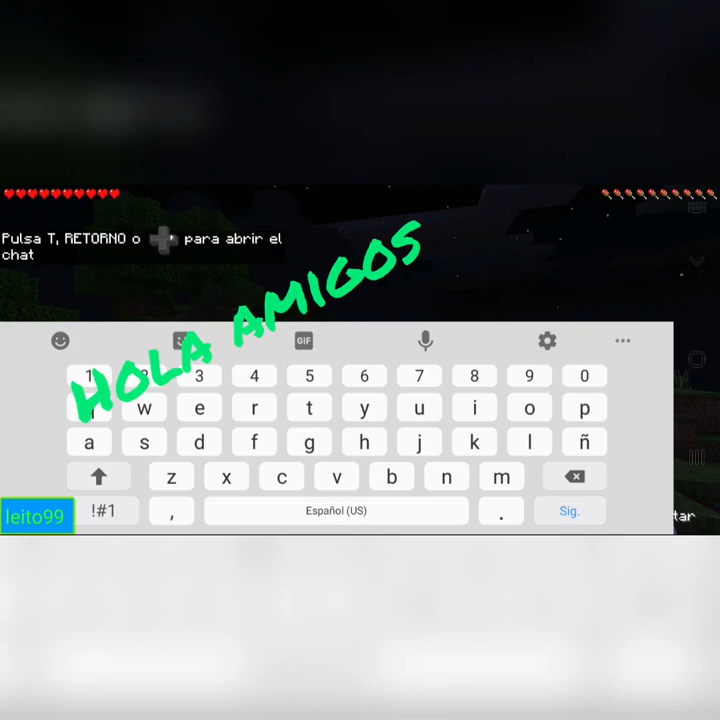 Pulsa T, RETORNO o para abrir el
chat
HOLA AMIGOS
GIF
1 2 3 4 5 6 7 8 9 0
q w e r t y u i o p
a s d f g h j k l ñ
z x c v b n m
leito99
!#1 , Español (US) . Sig.
tar